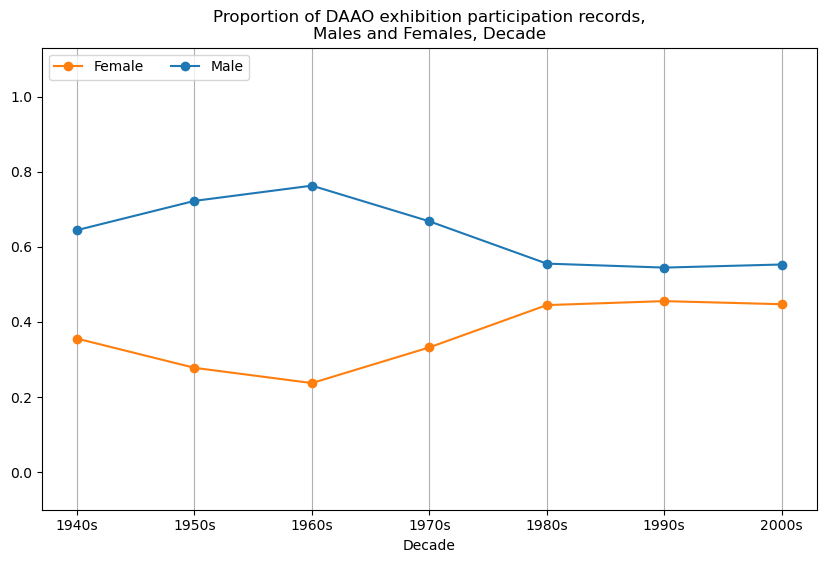 Proportion of DAAO exhibition participation records,
Males and Females, Decade
Female Male
1.0
0.8
0.6
0.4
0.2
0.0
1940s 1950s 1960s 1970s 1980s 1990s 2000s
Decade